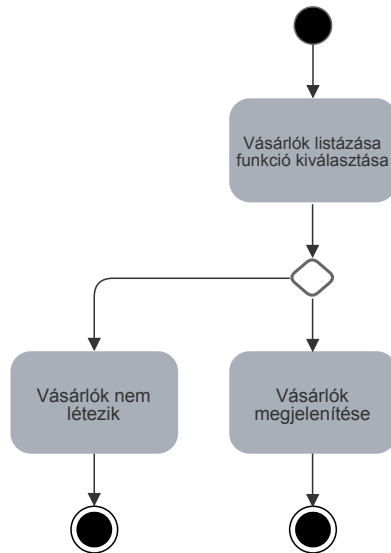 Vásárlók listázása
funkció kiválasztása
Vásárlók nem
létezik
Vásárlók
megjelenítése